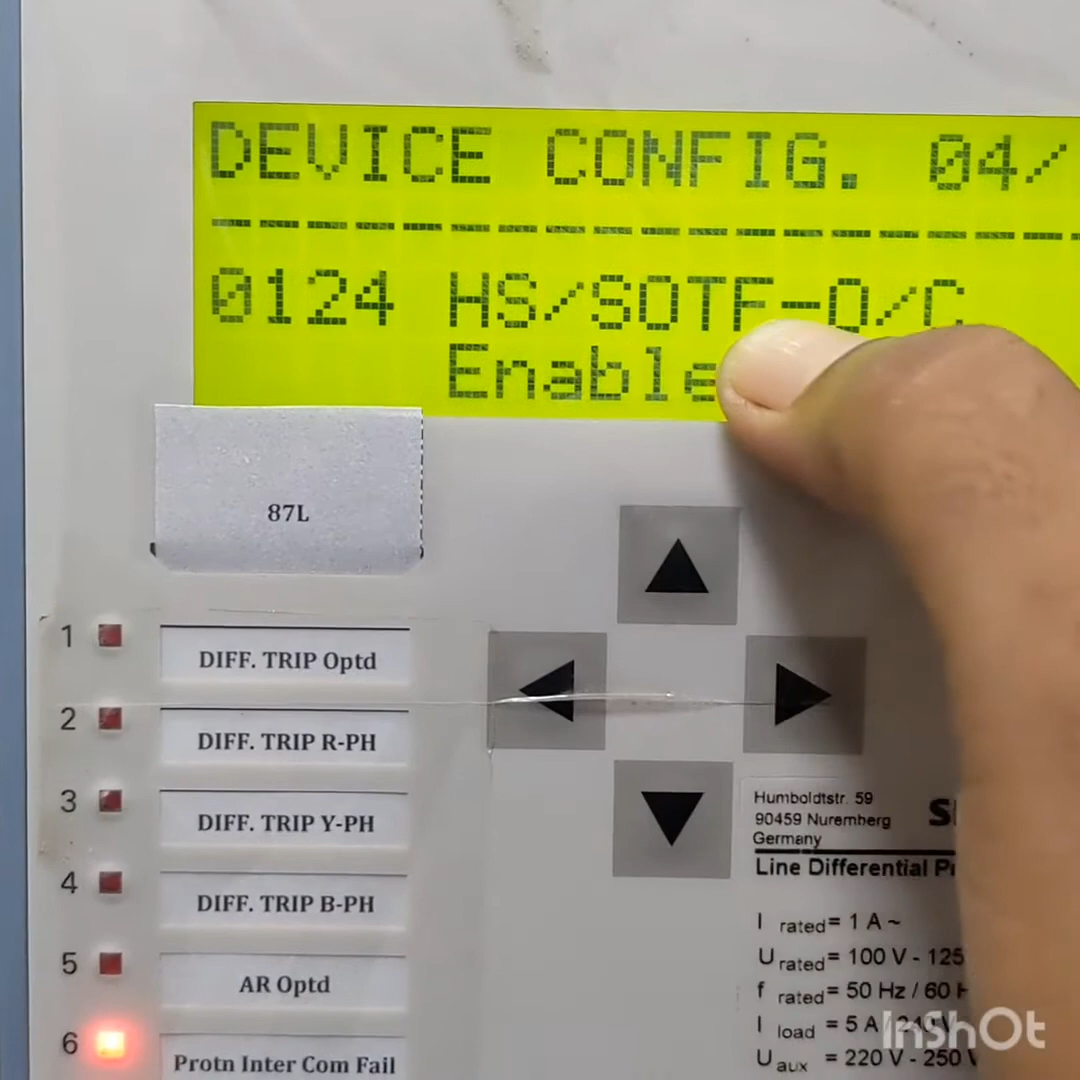 DEVICE CONFIG. 04/
--------------------
0124 HS/SOTF-O/C
Enable
87L
1 DIFF. TRIP Optd
2 DIFF. TRIP R-PH
3 DIFF. TRIP Y-PH
4 DIFF. TRIP B-PH
5 AR Optd
6 Protn Inter Com Fail
Humboldtstr. 59
90459 Nuremberg
Germany
Line Differential
I rated = 1 A ~
U rated = 100 V - 125
f rated = 50 Hz / 60
I load = 5 A / 240 V
U aux = 220 V - 250 V
InShOt